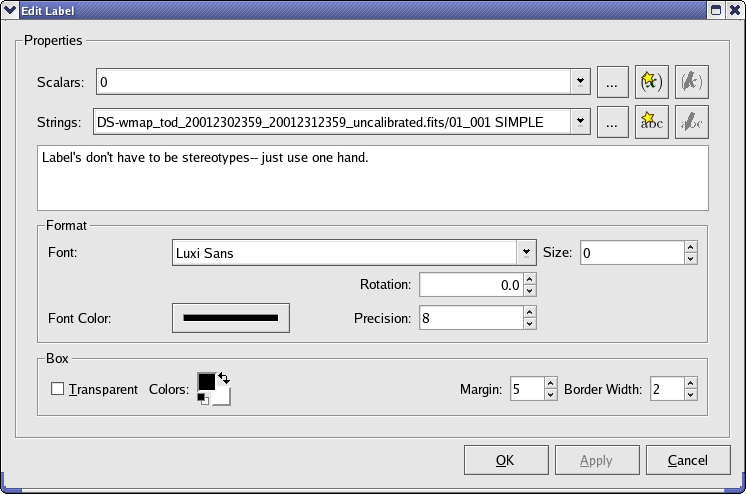 Edit Label
Properties
Scalars: 0 ... (x) (x)
Strings: DS-wmap_tod_20012302359_20012312359_uncalibrated.fits/01_001 SIMPLE ... abc abc
Label's don't have to be stereotypes-- just use one hand.
Format
Font: Luxi Sans Size: 0
Rotation: 0.0
Font Color: Precision: 8
Box
Transparent Colors: Margin: 5 Border Width: 2
OK Apply Cancel